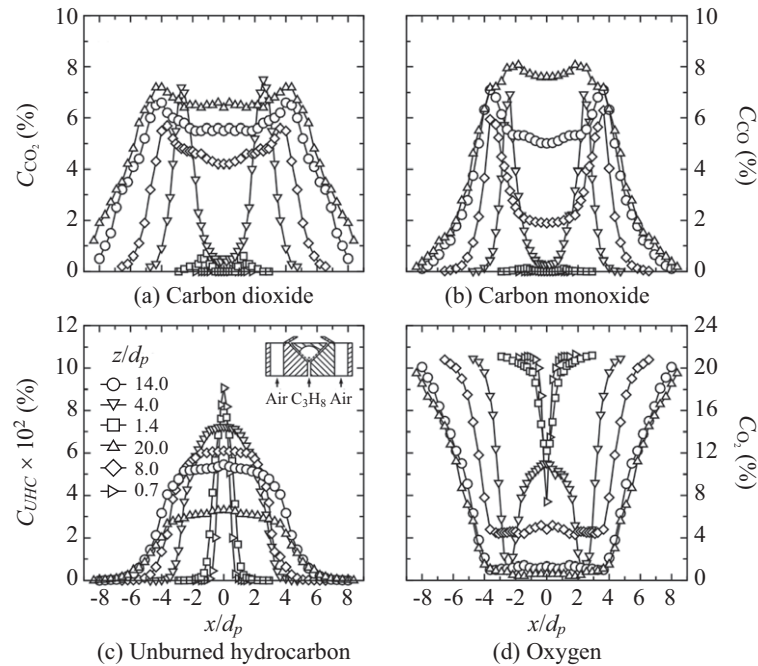 10
8
6
4
2
0
C_CO2 (%)
(a) Carbon dioxide
10
8
6
4
2
0
C_CO (%)
(b) Carbon monoxide
12
10
8
6
4
2
0
C_UHC × 10² (%)
z/d_p
14.0
4.0
1.4
20.0
8.0
0.7
Air C₃H₈ Air
-8 -6 -4 -2 0 2 4 6 8
x/d_p
(c) Unburned hydrocarbon
24
20
16
12
8
4
0
C_O₂ (%)
-8 -6 -4 -2 0 2 4 6 8
x/d_p
(d) Oxygen